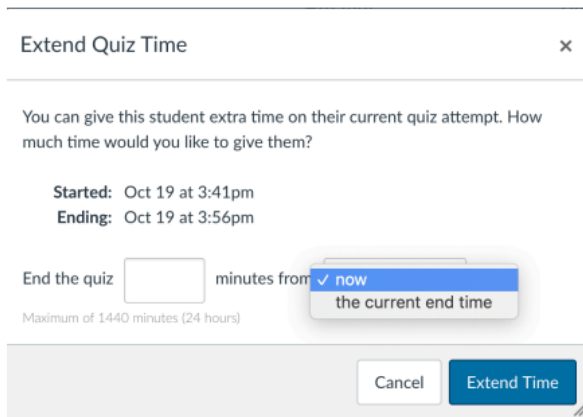 Extend Quiz Time ×
You can give this student extra time on their current quiz attempt. How
much time would you like to give them?
Started: Oct 19 at 3:41pm
Ending: Oct 19 at 3:56pm
End the quiz minutes from ✓ now
the current end time
Maximum of 1440 minutes (24 hours)
Cancel Extend Time